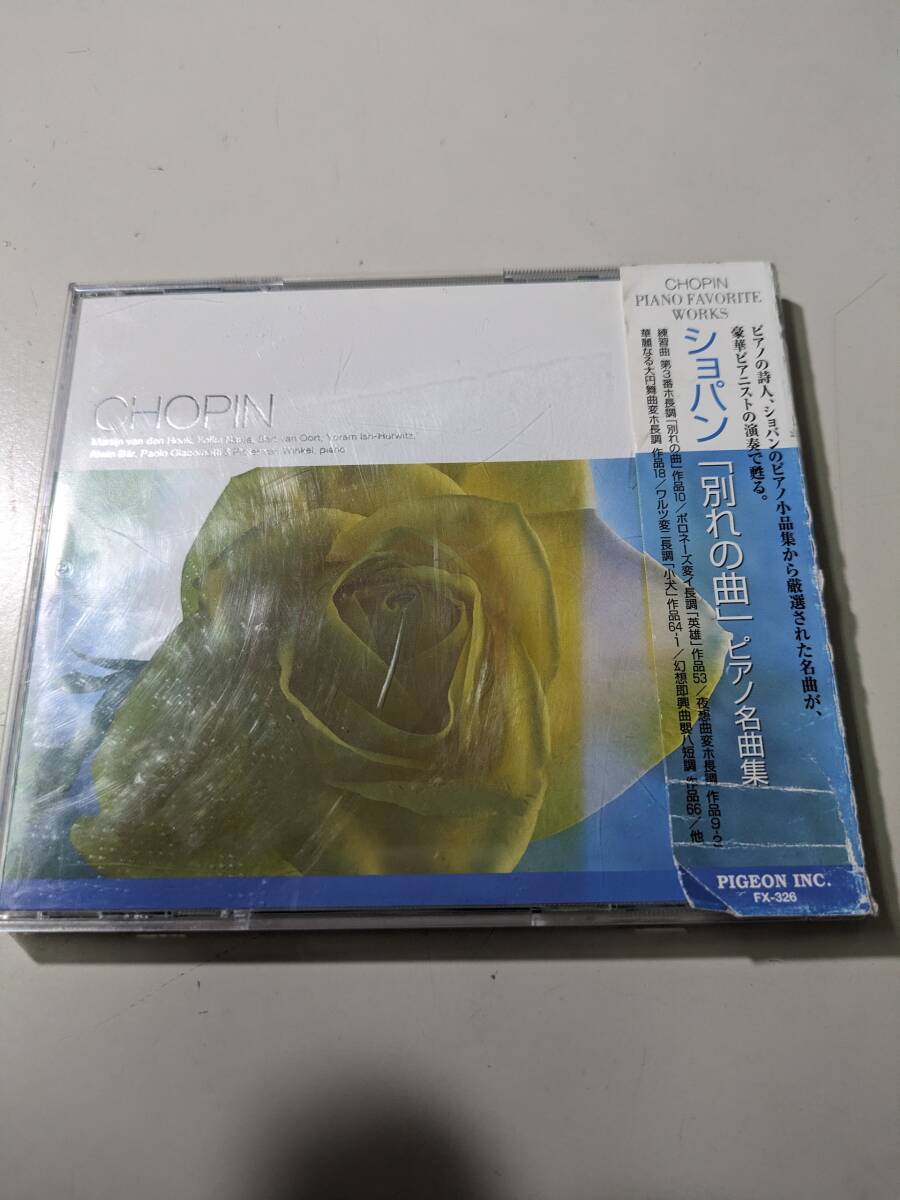 CHOPIN
Martijn van den Hoek, Bart van Oort, Yoram Ish-Hurwitz,
Alwin Bär, Paolo Giacometti & Pieter van Winkel, piano
CHOPIN
PIANO FAVORITE
WORKS
ピアノの詩人、ショパンのピアノ小品集から厳選された名曲が、
豪華ピアニストの演奏で甦る。
ショパン「別れの曲」ピアノ名曲集
練習曲 第3番ホ長調「別れの曲」作品10/ポロネーズ変イ長調「英雄」作品53/夜想曲変ホ長調 作品9-2/
華麗なる大円舞曲変ホ長調 作品18/ワルツ変ニ長調「小犬」作品64-1/幻想即興曲嬰ハ短調 作品66/他
PIGEON INC.
FX-326